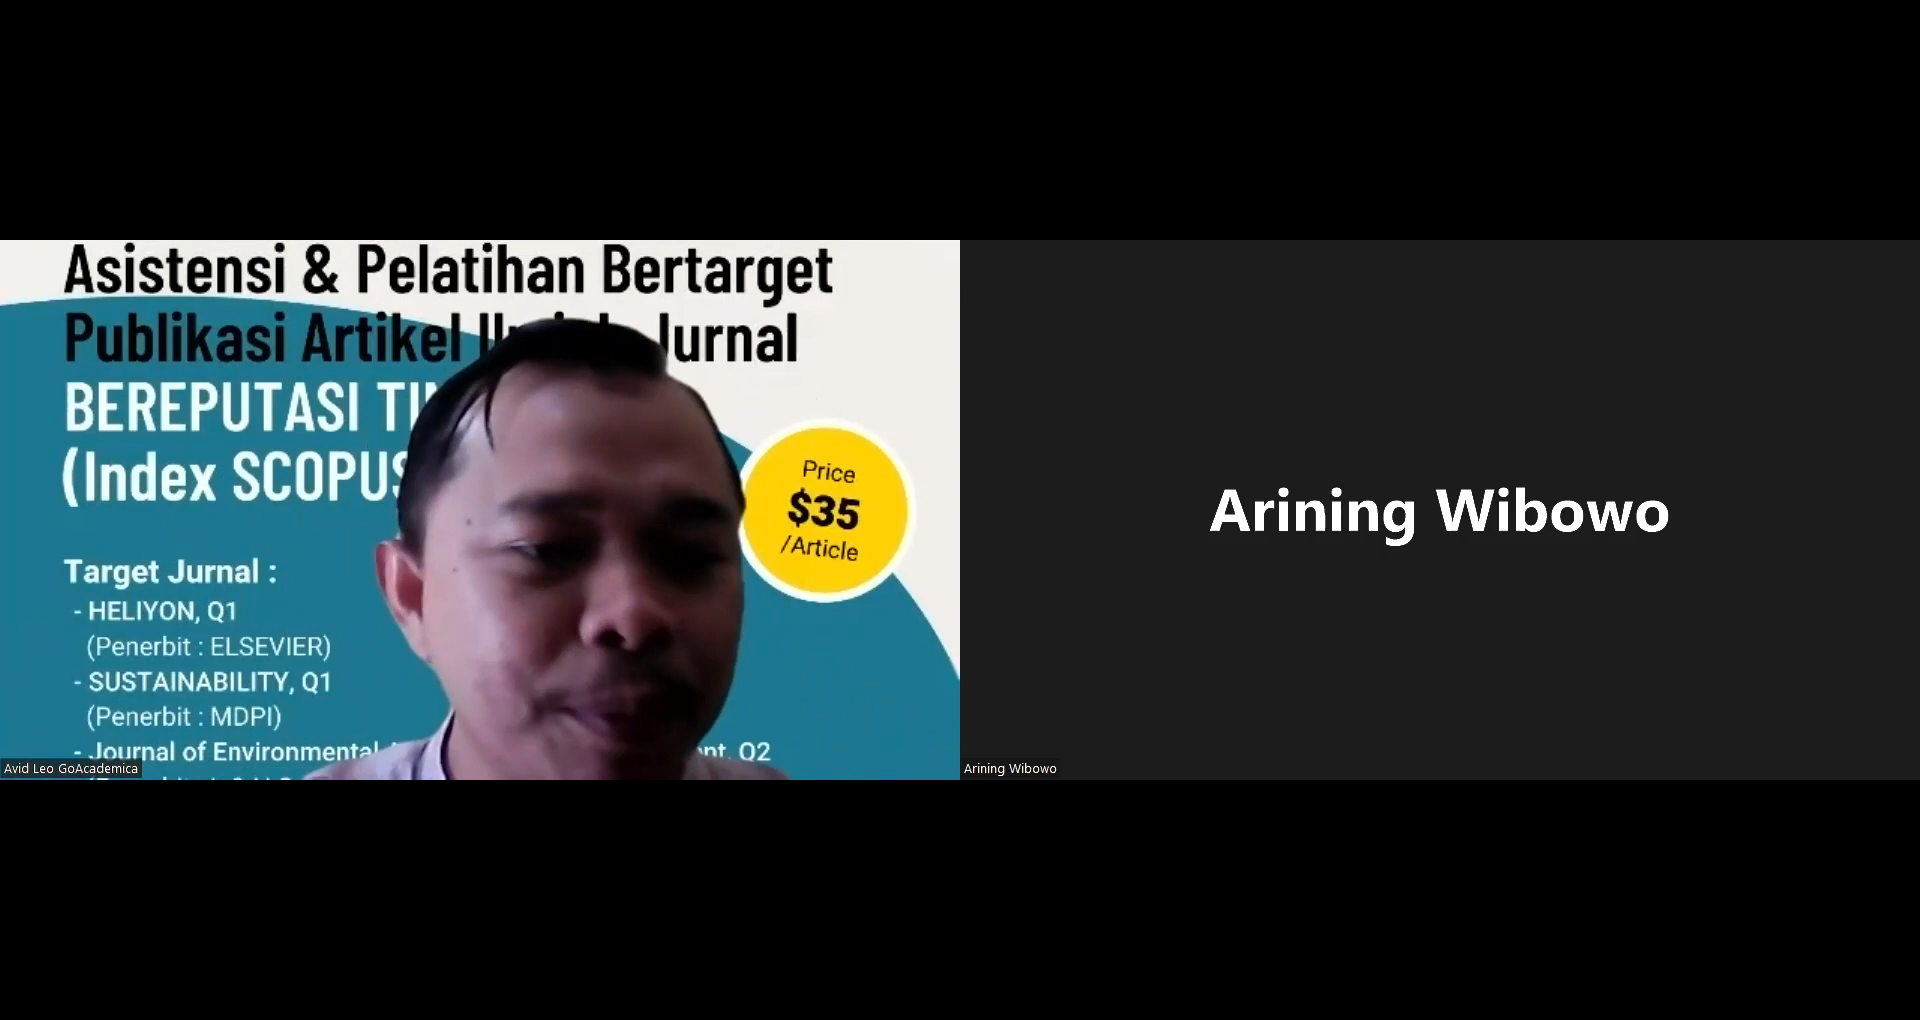 Asistensi & Pelatihan Bertarget
Publikasi Artikel Jurnal
BEREPUTASI
(Index SCOPUS
Price
$35
/Article
Target Jurnal :
- HELIYON, Q1
(Penerbit : ELSEVIER)
- SUSTAINABILITY, Q1
(Penerbit : MDPI)
- Journal of Environmental Q2
Avid Leo GoAcademica
Arining Wibowo
Arining Wibowo